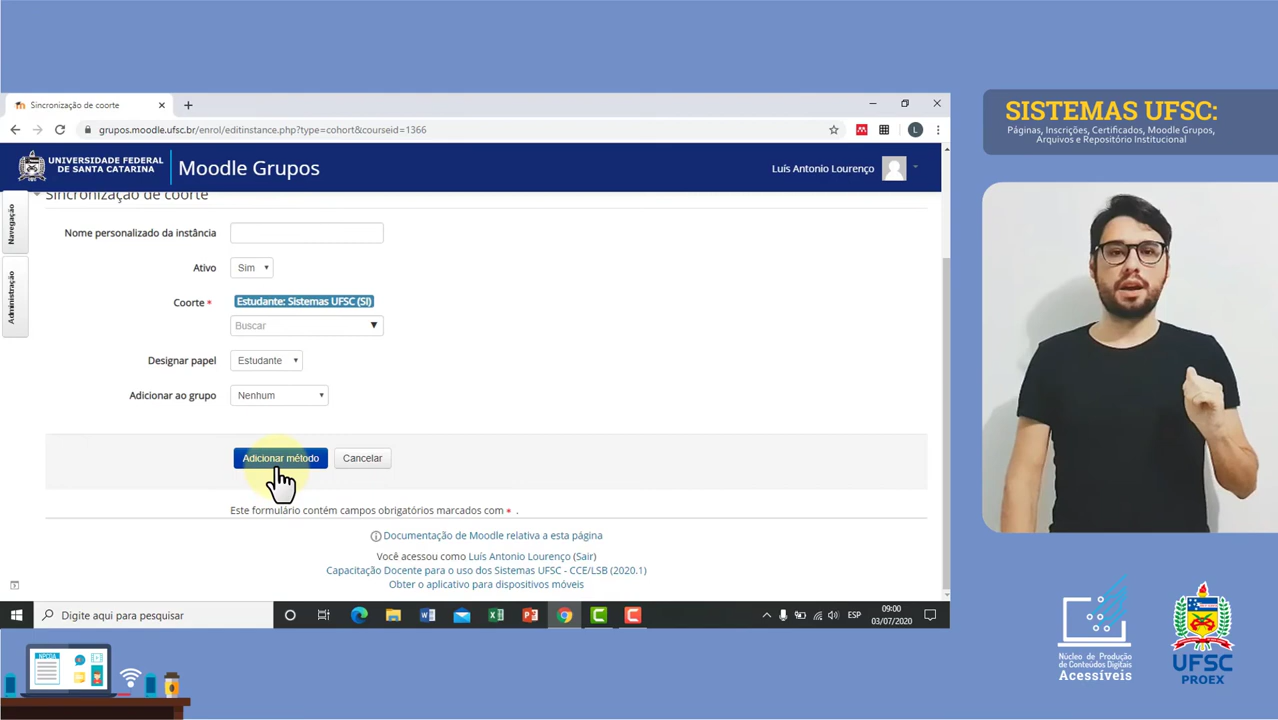 Sincronização de coorte
grupos.moodle.ufsc.br/enrol/editinstance.php?type=cohort&courseid=1366
L
UNIVERSIDADE FEDERAL
DE SANTA CATARINA
Moodle Grupos
Luís Antonio Lourenço
Navegação
Administração
Sincronização de coorte
Nome personalizado da instância
Ativo Sim
Coorte * Estudante: Sistemas UFSC (SI)
Buscar
Designar papel Estudante
Adicionar ao grupo Nenhum
Adicionar método Cancelar
Este formulário contém campos obrigatórios marcados com * .
Documentação de Moodle relativa a esta página
Você acessou como Luís Antonio Lourenço (Sair)
Capacitação Docente para o uso dos Sistemas UFSC - CCE/LSB (2020.1)
Obter o aplicativo para dispositivos móveis
Digite aqui para pesquisar
ESP
09:00
03/07/2020
SISTEMAS UFSC:
Páginas, Inscrições, Certificados, Moodle Grupos,
Arquivos e Repositório Institucional
Núcleo de Produção
de Conteúdos Digitais
Acessíveis
UFSC
PROEX
NPCDA